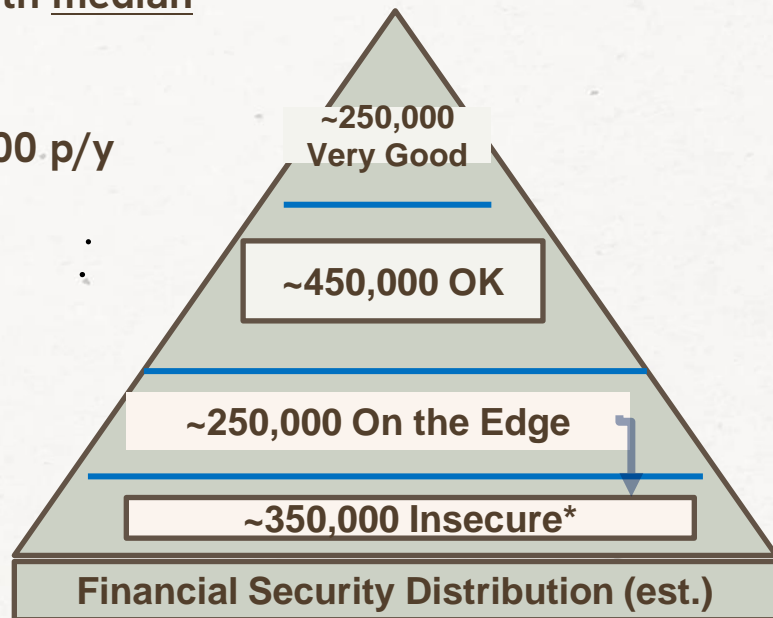 median
~250,000
Very Good
p/y
~450,000 OK
~250,000 On the Edge
~350,000 Insecure*
Financial Security Distribution (est.)